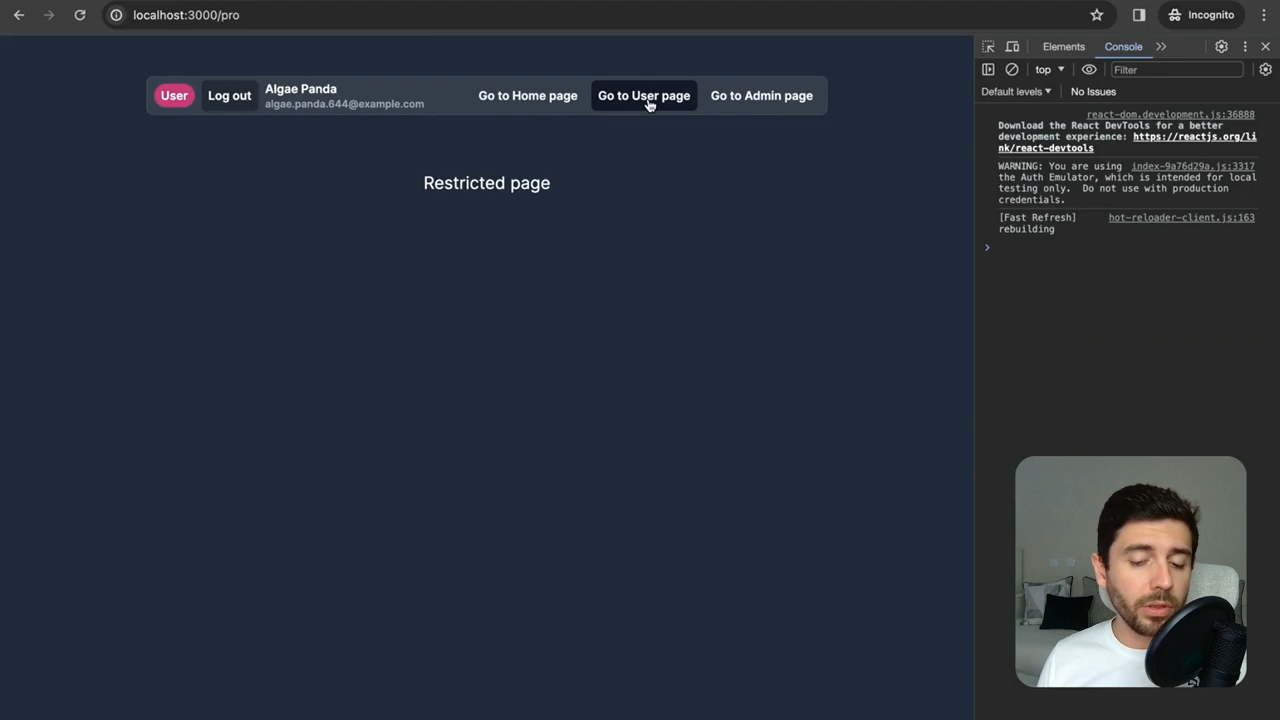 localhost:3000/pro
Incognito
User
Log out
Algae Panda
algae.panda.644@example.com
Go to Home page
Go to User page
Go to Admin page
Restricted page
Elements
Console
top
Filter
Default levels
No Issues
react-dom.development.js:36888
Download the React DevTools for a better
development experience: https://reactjs.org/li
nk/react-devtools
WARNING: You are using index-9a76d29a.js:3317
the Auth Emulator, which is intended for local
testing only. Do not use with production
credentials.
[Fast Refresh] hot-reloader-client.js:163
rebuilding